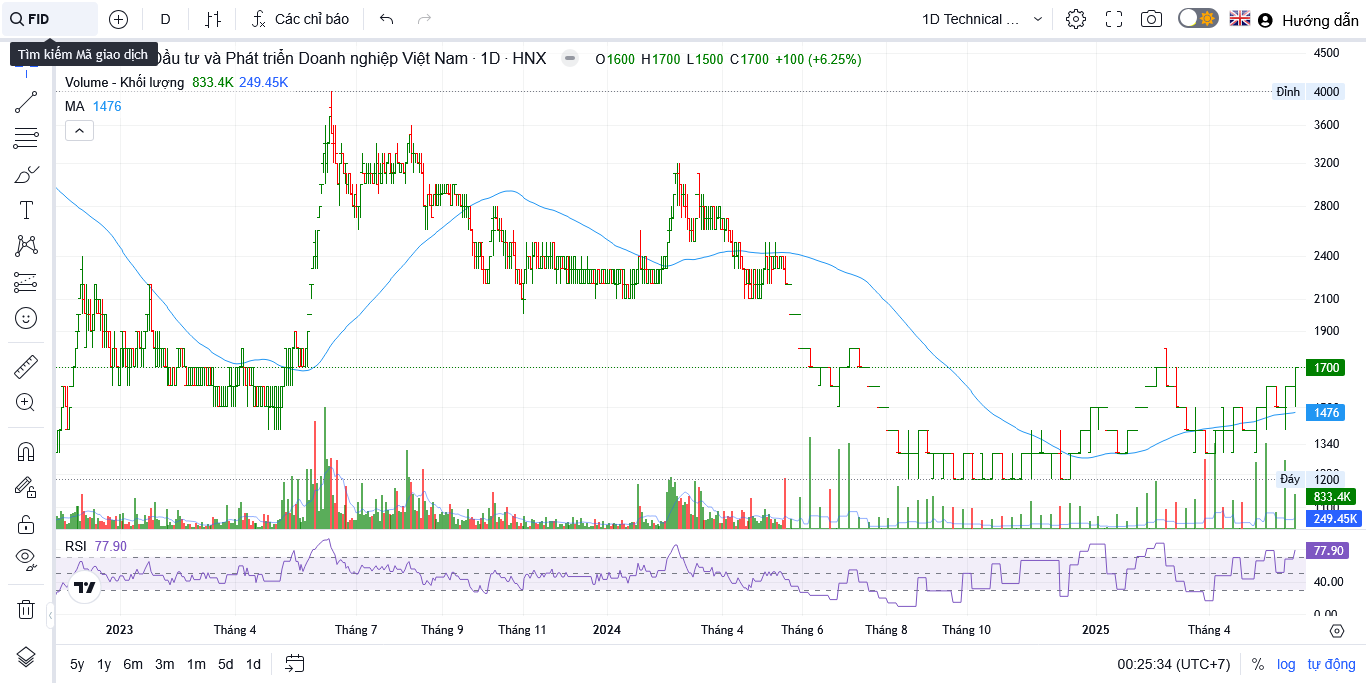 FID
D
Các chỉ báo
1D Technical ...
Hướng dẫn
Tìm kiếm Mã giao dịch
Đầu tư và Phát triển Doanh nghiệp Việt Nam · 1D · HNX
O1600 H1700 L1500 C1700 +100 (+6.25%)
Volume - Khối lượng 833.4K 249.45K
MA 1476
4500
Đỉnh 4000
3600
3200
2800
2400
2100
1900
1700
1476
1340
Đáy 1200
833.4K
249.45K
RSI 77.90
77.90
40.00
0.00
2023 Tháng 4 Tháng 7 Tháng 9 Tháng 11 2024 Tháng 4 Tháng 6 Tháng 8 Tháng 10 2025 Tháng 4
5y 1y 6m 3m 1m 5d 1d
00:25:34 (UTC+7) % log tự động